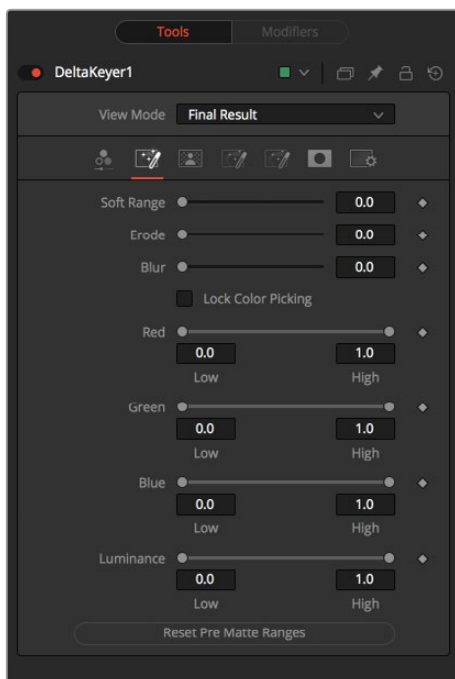 Tools Modifiers
DeltaKeyer1
View Mode Final Result
Soft Range 0.0
Erode 0.0
Blur 0.0
Lock Color Picking
Red
0.0 1.0
Low High
Green
0.0 1.0
Low High
Blue
0.0 1.0
Low High
Luminance
0.0 1.0
Low High
Reset Pre Matte Ranges